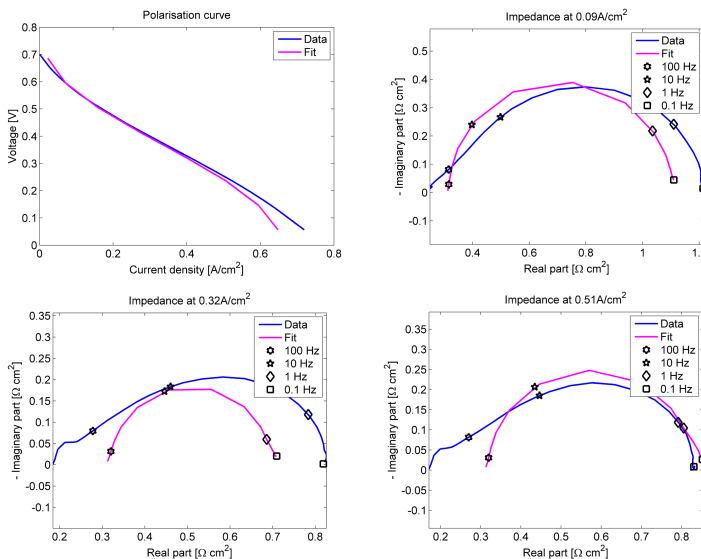 Polarisation curve
0.8
0.7
0.6
0.5
0.4
0.3
0.2
0.1
0
0 0.2 0.4 0.6 0.8
Voltage [V]
Current density [A/cm²]
Data
Fit
Impedance at 0.09A/cm²
0.5
0.4
0.3
0.2
0.1
0
-0.1
0.4 0.6 0.8 1 1.
- Imaginary part [Ω cm²]
Real part [Ω cm²]
Data
Fit
100 Hz
10 Hz
1 Hz
0.1 Hz
Impedance at 0.32A/cm²
0.35
0.3
0.25
0.2
0.15
0.1
0.05
0
-0.05
-0.1
0.2 0.3 0.4 0.5 0.6 0.7 0.8
- Imaginary part [Ω cm²]
Real part [Ω cm²]
Data
Fit
100 Hz
10 Hz
1 Hz
0.1 Hz
Impedance at 0.51A/cm²
0.35
0.3
0.25
0.2
0.15
0.1
0.05
0
-0.05
-0.1
0.2 0.3 0.4 0.5 0.6 0.7 0.8
- Imaginary part [Ω cm²]
Real part [Ω cm²]
Data
Fit
100 Hz
10 Hz
1 Hz
0.1 Hz